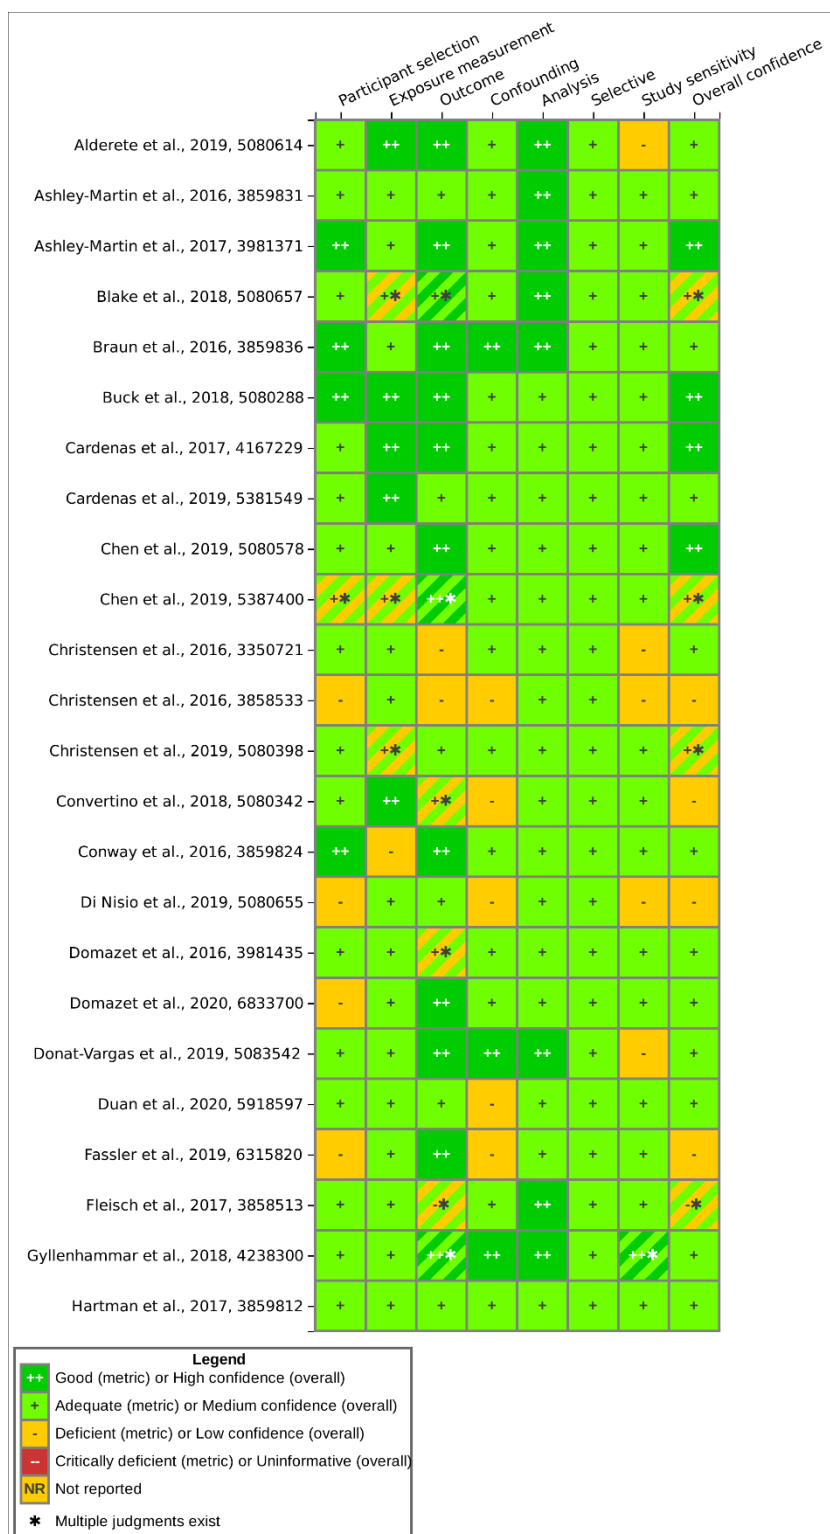 Participant selection
Exposure measurement
Outcome
Confounding
Analysis
Selective
Study sensitivity
Overall confidence
Alderete et al., 2019, 5080614 + ++ ++ + ++ + - +
Ashley-Martin et al., 2016, 3859831 + + + + ++ + + +
Ashley-Martin et al., 2017, 3981371 ++ + ++ + ++ + + ++
Blake et al., 2018, 5080657 + +✱ +✱ + ++ + + +✱
Braun et al., 2016, 3859836 ++ + ++ ++ ++ + + +
Buck et al., 2018, 5080288 ++ ++ ++ + + + + ++
Cardenas et al., 2017, 4167229 + ++ ++ + + + + ++
Cardenas et al., 2019, 5381549 + ++ + + + + + +
Chen et al., 2019, 5080578 + + ++ + + + + ++
Chen et al., 2019, 5387400 +✱ +✱ ++✱ + + + + +✱
Christensen et al., 2016, 3350721 + + - + + + - +
Christensen et al., 2016, 3858533 - + - - + + - -
Christensen et al., 2019, 5080398 + +✱ + + + + + +✱
Convertino et al., 2018, 5080342 + ++ +✱ - + + + -
Conway et al., 2016, 3859824 ++ - ++ + + + + +
Di Nisio et al., 2019, 5080655 - + + - + + - -
Domazet et al., 2016, 3981435 + + +✱ + + + + +
Domazet et al., 2020, 6833700 - + ++ + + + + +
Donat-Vargas et al., 2019, 5083542 + + ++ ++ ++ + - +
Duan et al., 2020, 5918597 + + + - + + + +
Fassler et al., 2019, 6315820 - + ++ - + + + -
Fleisch et al., 2017, 3858513 + + -✱ + ++ + + -✱
Gyllenhammar et al., 2018, 4238300 + + ++✱ ++ ++ + ++✱ +
Hartman et al., 2017, 3859812 + + + + + + + +
Legend
++ Good (metric) or High confidence (overall)
+ Adequate (metric) or Medium confidence (overall)
- Deficient (metric) or Low confidence (overall)
-- Critically deficient (metric) or Uninformative (overall)
NR Not reported
✱ Multiple judgments exist